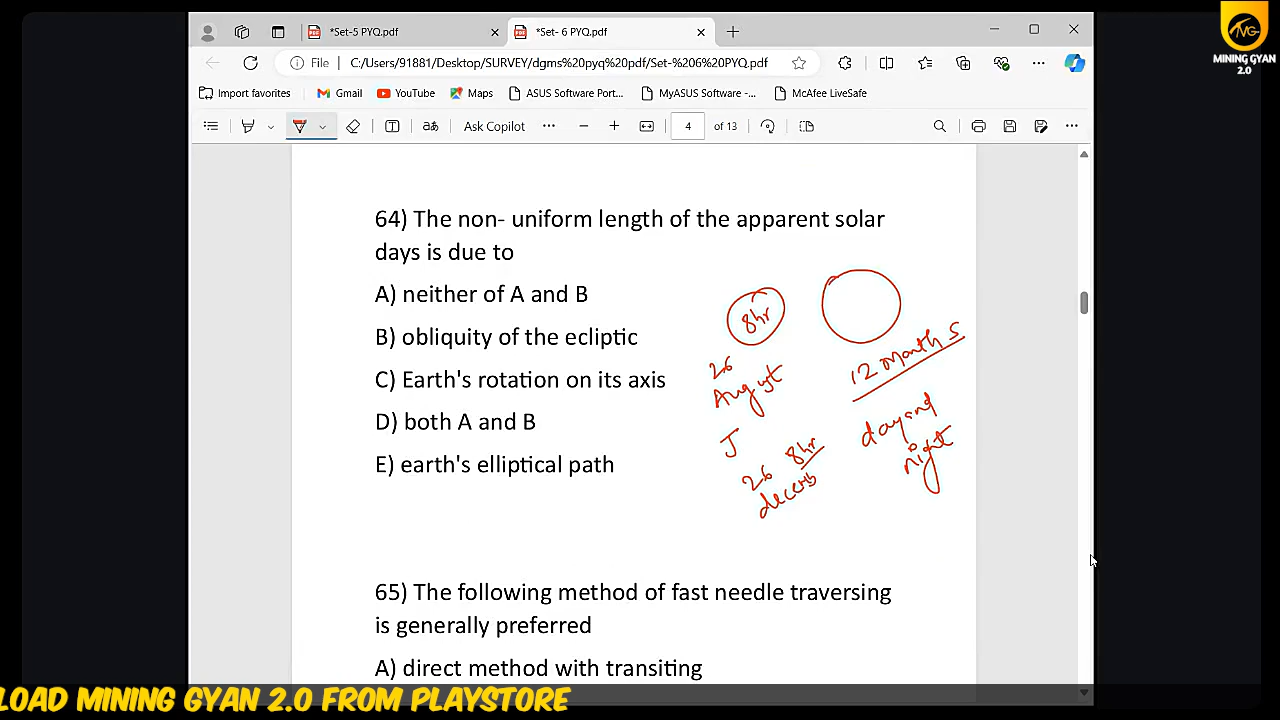 *Set-5 PYQ.pdf
*Set- 6 PYQ.pdf
File
C:/Users/91881/Desktop/SURVEY/dgms%20pyq%20pdf/Set-%206%20PYQ.pdf
Import favorites
Gmail
YouTube
Maps
ASUS Software Port...
MyASUS Software -...
McAfee LiveSafe
Ask Copilot
4
of 13
MINING GYAN
2.0
64) The non- uniform length of the apparent solar
days is due to
A) neither of A and B
B) obliquity of the ecliptic
C) Earth's rotation on its axis
D) both A and B
E) earth's elliptical path
8hr
26
August
J
26 8hr
12 Months
day and
night
65) The following method of fast needle traversing
is generally preferred
A) direct method with transiting
LOAD MINING GYAN 2.0 FROM PLAYSTORE